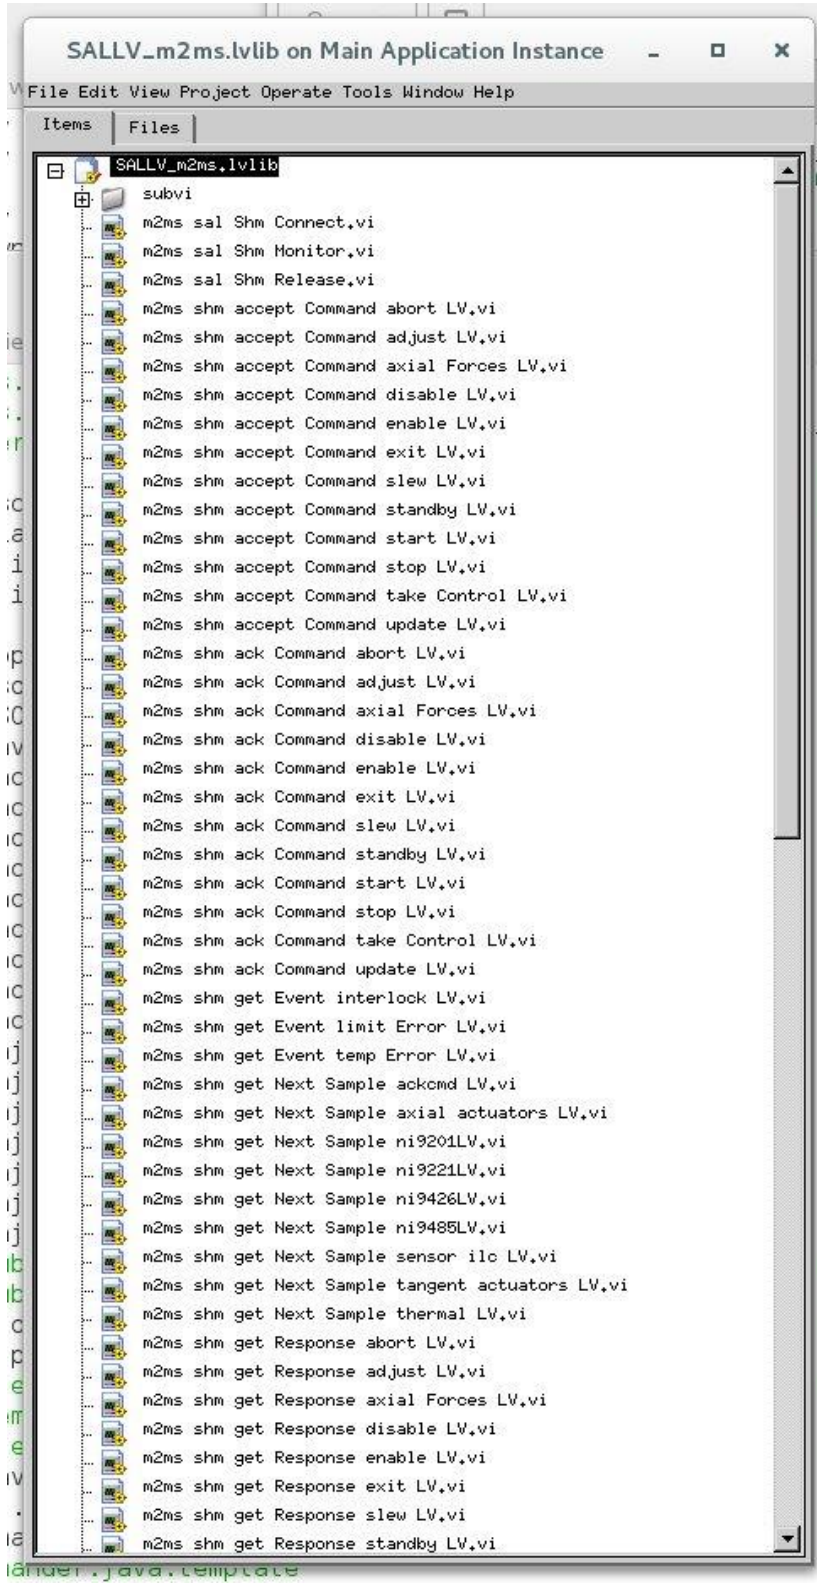 SALLV_m2ms.lvlib on Main Application Instance
File Edit View Project Operate Tools Window Help
Items Files
SALLV_m2ms.lvlib
subvi
m2ms sal Shm Connect.vi
m2ms sal Shm Monitor.vi
m2ms sal Shm Release.vi
m2ms shm accept Command abort LV.vi
m2ms shm accept Command adjust LV.vi
m2ms shm accept Command axial Forces LV.vi
m2ms shm accept Command disable LV.vi
m2ms shm accept Command enable LV.vi
m2ms shm accept Command exit LV.vi
m2ms shm accept Command slew LV.vi
m2ms shm accept Command standby LV.vi
m2ms shm accept Command start LV.vi
m2ms shm accept Command stop LV.vi
m2ms shm accept Command take Control LV.vi
m2ms shm accept Command update LV.vi
m2ms shm ack Command abort LV.vi
m2ms shm ack Command adjust LV.vi
m2ms shm ack Command axial Forces LV.vi
m2ms shm ack Command disable LV.vi
m2ms shm ack Command enable LV.vi
m2ms shm ack Command exit LV.vi
m2ms shm ack Command slew LV.vi
m2ms shm ack Command standby LV.vi
m2ms shm ack Command start LV.vi
m2ms shm ack Command stop LV.vi
m2ms shm ack Command take Control LV.vi
m2ms shm ack Command update LV.vi
m2ms shm get Event interlock LV.vi
m2ms shm get Event limit Error LV.vi
m2ms shm get Event temp Error LV.vi
m2ms shm get Next Sample ackcmd LV.vi
m2ms shm get Next Sample axial actuators LV.vi
m2ms shm get Next Sample ni9201LV.vi
m2ms shm get Next Sample ni9221LV.vi
m2ms shm get Next Sample ni9426LV.vi
m2ms shm get Next Sample ni9485LV.vi
m2ms shm get Next Sample sensor ilc LV.vi
m2ms shm get Next Sample tangent actuators LV.vi
m2ms shm get Next Sample thermal LV.vi
m2ms shm get Response abort LV.vi
m2ms shm get Response adjust LV.vi
m2ms shm get Response axial Forces LV.vi
m2ms shm get Response disable LV.vi
m2ms shm get Response enable LV.vi
m2ms shm get Response exit LV.vi
m2ms shm get Response slew LV.vi
m2ms shm get Response standby LV.vi